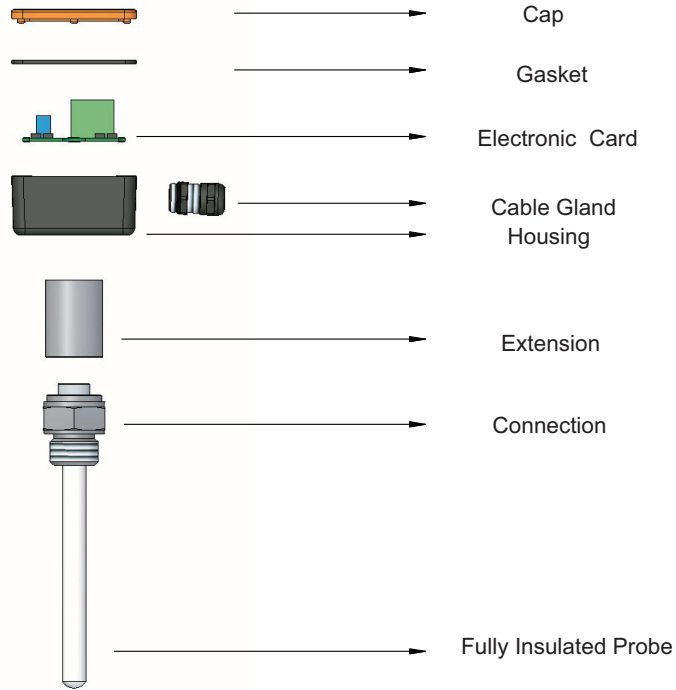 Cap
Gasket
Electronic Card
Cable Gland
Housing
Extension
Connection
Fully Insulated Probe